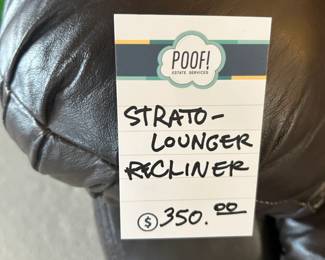 POOF!
ESTATE SERVICES
STRATO-
LOUNGER
RECLINER
$ 350.00